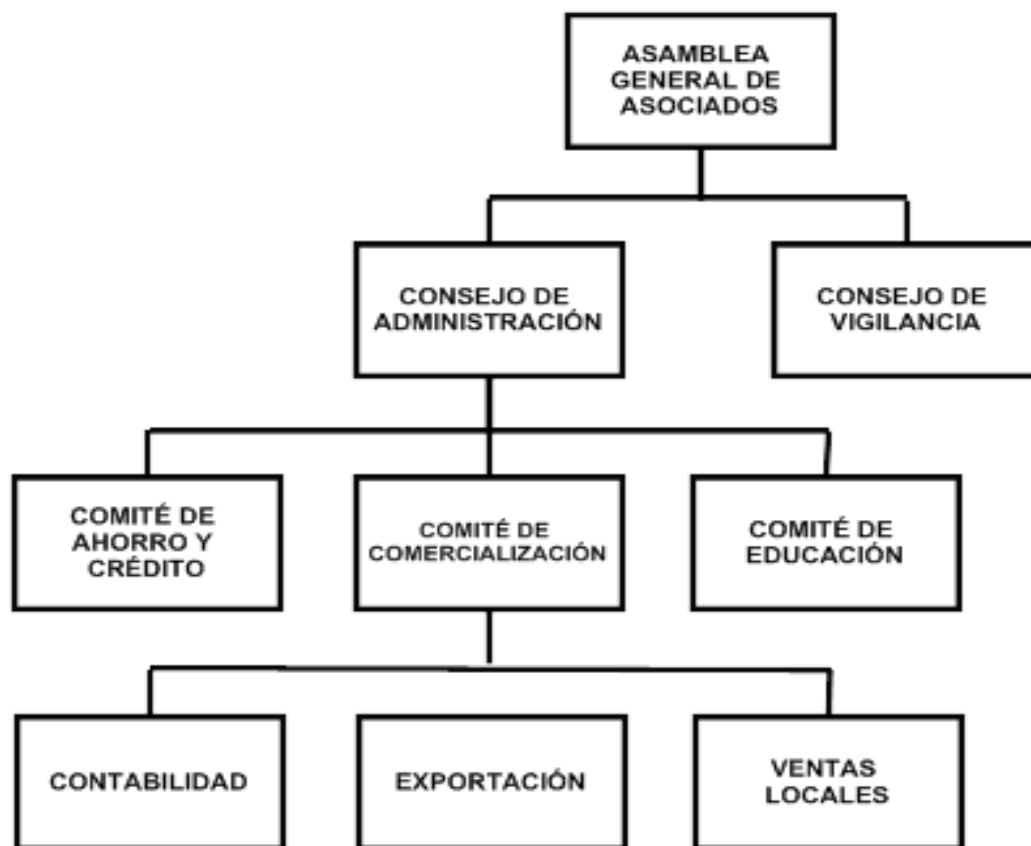 ASAMBLEA
GENERAL DE
ASOCIADOS
CONSEJO DE
ADMINISTRACIÓN
CONSEJO DE
VIGILANCIA
COMITÉ DE
AHORRO Y
CRÉDITO
COMITÉ DE
COMERCIALIZACIÓN
COMITÉ DE
EDUCACIÓN
CONTABILIDAD
EXPORTACIÓN
VENTAS
LOCALES